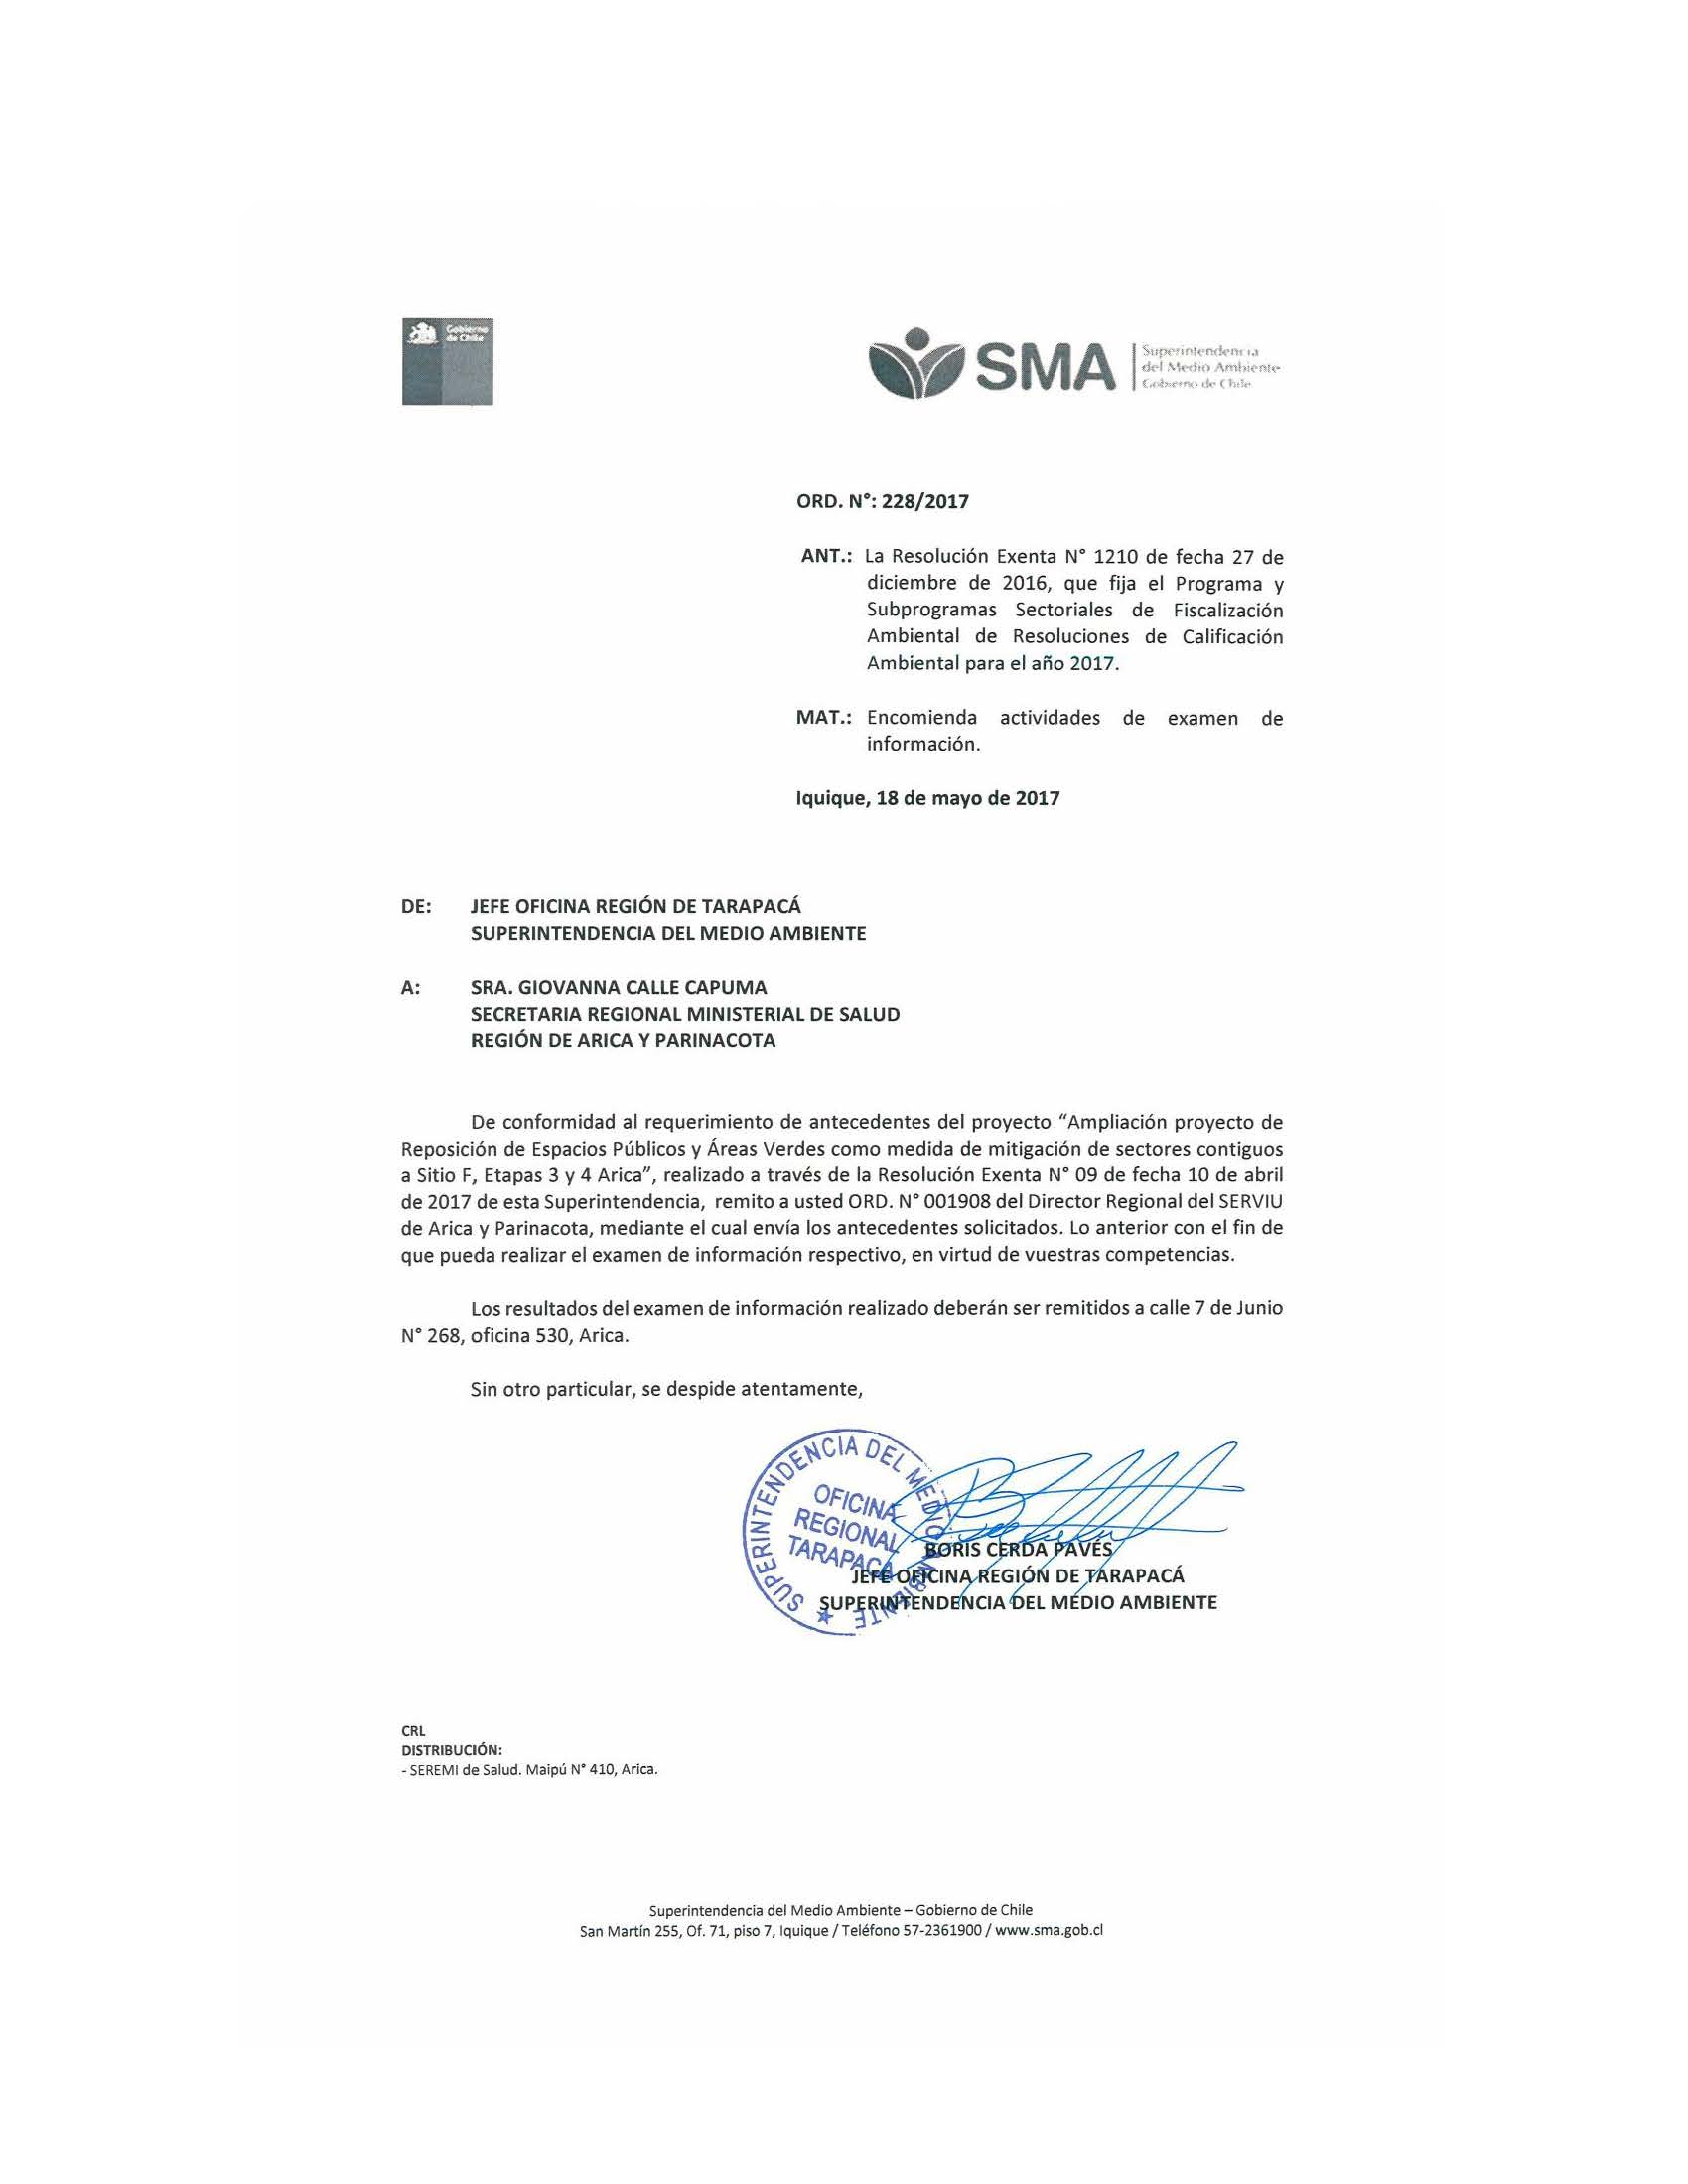 Gobierno
de Chile
SMA
Superintendencia
del Medio Ambiente
Gobierno de Chile
ORD. N°: 228/2017
ANT.: La Resolución Exenta N° 1210 de fecha 27 de
diciembre de 2016, que fija el Programa y
Subprogramas Sectoriales de Fiscalización
Ambiental de Resoluciones de Calificación
Ambiental para el año 2017.
MAT.: Encomienda actividades de examen de
información.
Iquique, 18 de mayo de 2017
DE: JEFE OFICINA REGIÓN DE TARAPACÁ
SUPERINTENDENCIA DEL MEDIO AMBIENTE
A: SRA. GIOVANNA CALLE CAPUMA
SECRETARIA REGIONAL MINISTERIAL DE SALUD
REGIÓN DE ARICA Y PARINACOTA
De conformidad al requerimiento de antecedentes del proyecto “Ampliación proyecto de
Reposición de Espacios Públicos y Áreas Verdes como medida de mitigación de sectores contiguos
a Sitio F, Etapas 3 y 4 Arica”, realizado a través de la Resolución Exenta N° 09 de fecha 10 de abril
de 2017 de esta Superintendencia, remito a usted ORD. N° 001908 del Director Regional del SERVIU
de Arica y Parinacota, mediante el cual envía los antecedentes solicitados. Lo anterior con el fin de
que pueda realizar el examen de información respectivo, en virtud de vuestras competencias.
Los resultados del examen de información realizado deberán ser remitidos a calle 7 de Junio
N° 268, oficina 530, Arica.
Sin otro particular, se despide atentamente,
SUPERINTENDENCIA DEL MEDIO AMBIENTE
OFICINA
REGIONAL
TARAPACA
BORIS CERDA PAVÉS
JEFE OFICINA REGIÓN DE TARAPACÁ
SUPERINTENDENCIA DEL MEDIO AMBIENTE
CRL
DISTRIBUCIÓN:
- SEREMI de Salud. Maipú N° 410, Arica.
Superintendencia del Medio Ambiente – Gobierno de Chile
San Martín 255, Of. 71, piso 7, Iquique / Teléfono 57-2361900 / www.sma.gob.cl